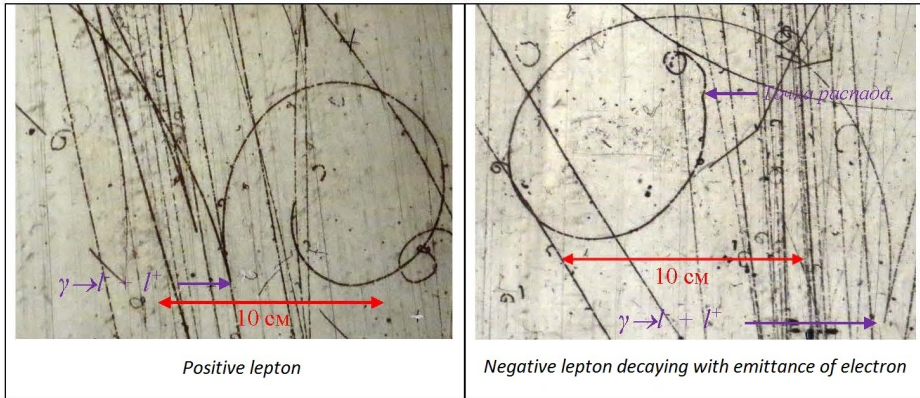 γ→l⁻ + l⁺
10 см
Positive lepton
Точка распада.
10 см
γ→l⁻ + l⁺
Negative lepton decaying with emittance of electron